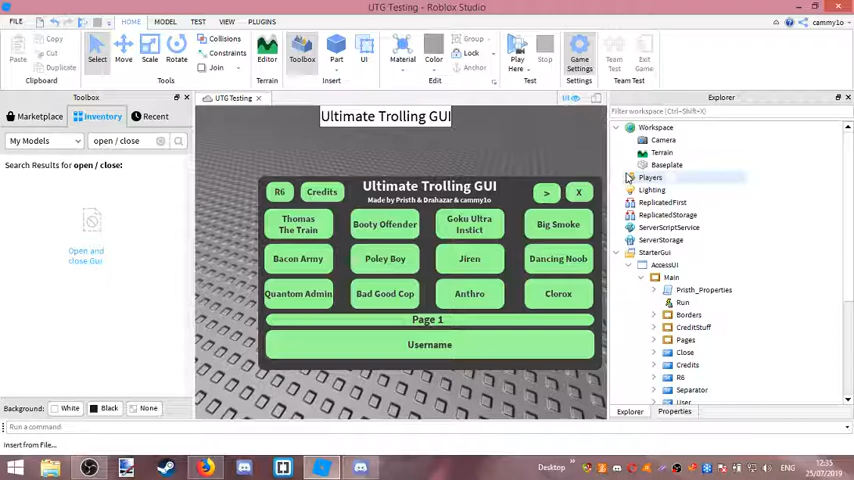 UTG Testing - Roblox Studio
FILE
HOME
MODEL
TEST
VIEW
PLUGINS
cammy1o
Paste
Copy
Cut
Duplicate
Clipboard
Select
Move
Scale
Rotate
Collisions
Constraints
Join
Tools
Editor
Terrain
Toolbox
Part
UI
Insert
Material
Color
Group
Lock
Anchor
Edit
Play Here
Stop
Test
Game Settings
Settings
Team Test
Exit Game
Team Test
Toolbox
Marketplace
Inventory
Recent
My Models
open / close
Search Results for open / close:
Open and
close Gui
Background:
White
Black
None
UTG Testing
UI
Ultimate Trolling GUI
R6
Credits
Ultimate Trolling GUI
Made by Pristh & Drahazar & cammy1o
>
X
Thomas
The Train
Booty Offender
Goku Ultra
Instict
Big Smoke
Bacon Army
Poley Boy
Jiren
Dancing Noob
Quantom Admin
Bad Good Cop
Anthro
Clorox
Page 1
Username
Explorer
Filter workspace (Ctrl+Shift+X)
Workspace
Camera
Terrain
Baseplate
Players
Lighting
ReplicatedFirst
ReplicatedStorage
ServerScriptService
ServerStorage
StarterGui
AccessUI
Main
Pristh_Properties
Run
Borders
CreditStuff
Pages
Close
Credits
R6
Separator
User
Explorer
Properties
Run a command
Insert from File...
Desktop
ENG
12:35
25/07/2019